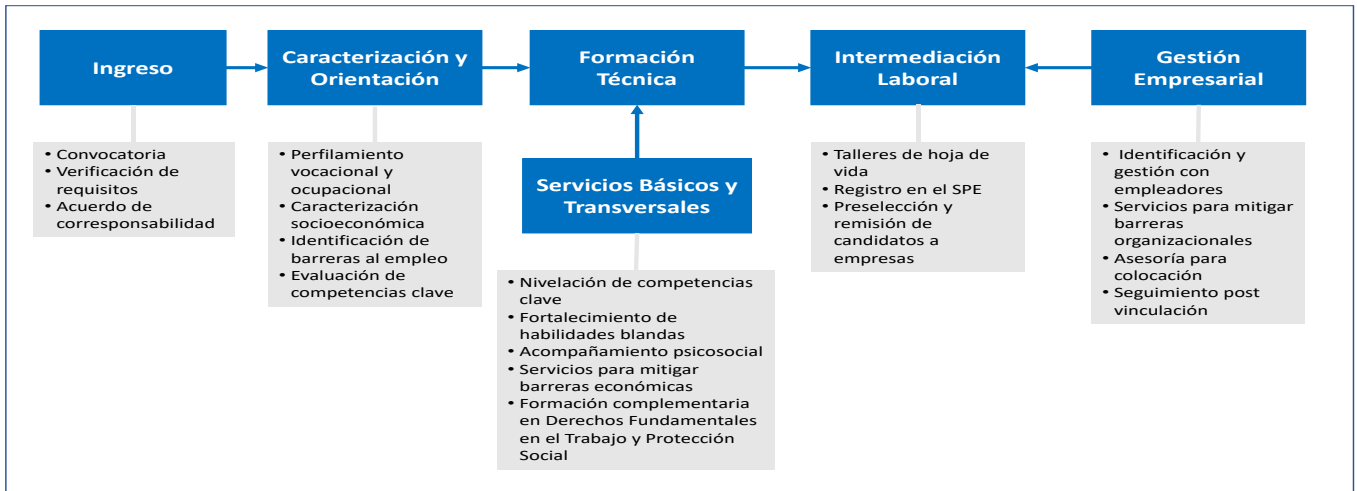 Ingreso
Caracterización y
Orientación
Formación
Técnica
Intermediación
Laboral
Gestión
Empresarial
• Convocatoria
• Verificación de
requisitos
• Acuerdo de
corresponsabilidad
• Perfilamiento
vocacional y
ocupacional
• Caracterización
socioeconómica
• Identificación de
barreras al empleo
• Evaluación de
competencias clave
Servicios Básicos y
Transversales
• Nivelación de competencias
clave
• Fortalecimiento de
habilidades blandas
• Acompañamiento psicosocial
• Servicios para mitigar
barreras económicas
• Formación complementaria
en Derechos Fundamentales
en el Trabajo y Protección
Social
• Talleres de hoja de
vida
• Registro en el SPE
• Preselección y
remisión de
candidatos a
empresas
• Identificación y
gestión con
empleadores
• Servicios para mitigar
barreras
organizacionales
• Asesoría para
colocación
• Seguimiento post
vinculación